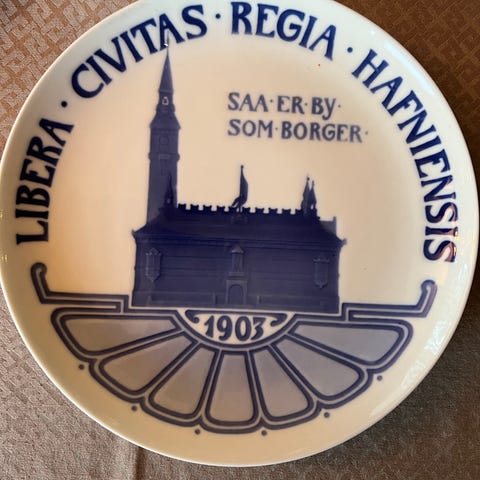 LIBERA · CIVITAS · REGIA · HAFNIENSIS
SAA · ER · BY ·
SOM · BORGER ·
1903